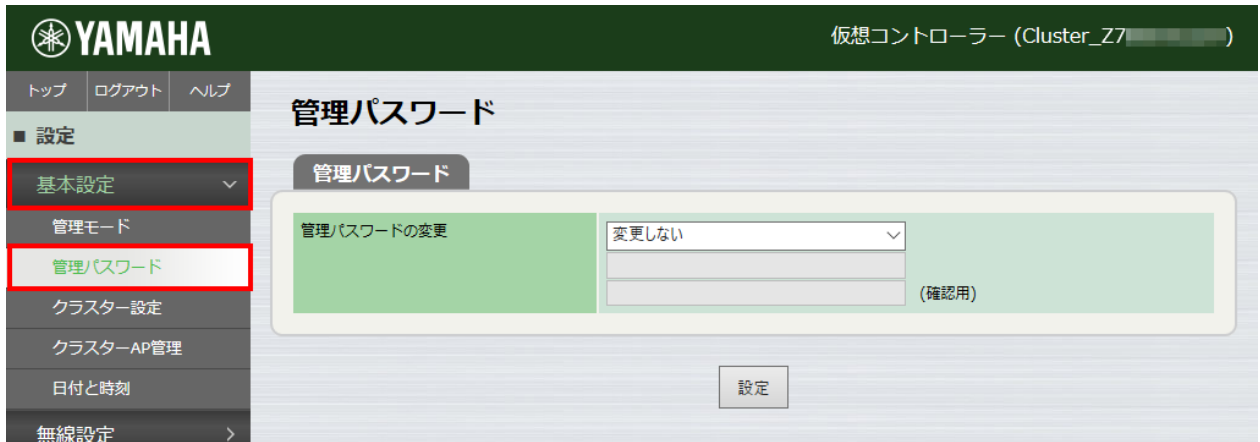 YAMAHA
仮想コントローラー (Cluster_Z7 )
トップ ログアウト ヘルプ
■ 設定
基本設定
管理モード
管理パスワード
クラスター設定
クラスターAP管理
日付と時刻
無線設定
管理パスワード
管理パスワード
管理パスワードの変更
変更しない
(確認用)
設定